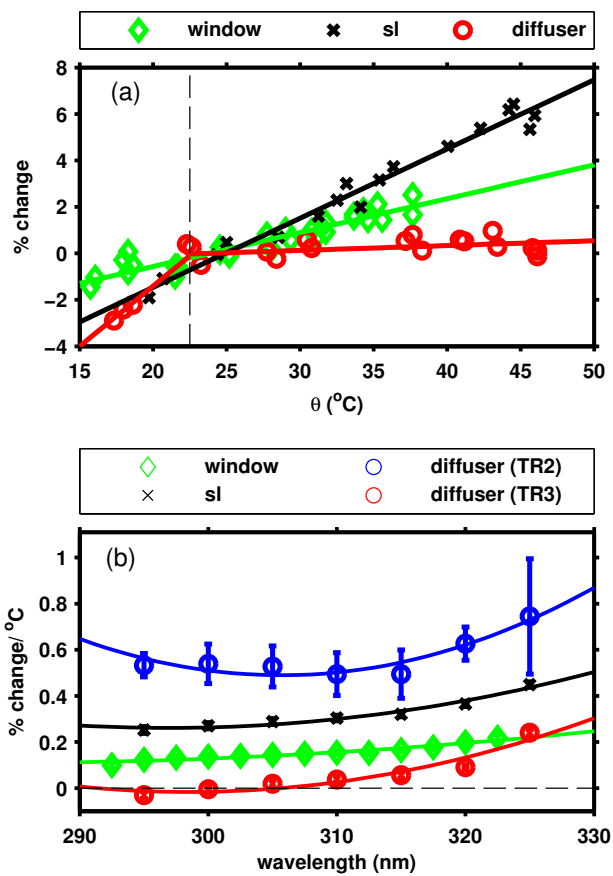 window sl diffuser
(a)
8
6
4
2
0
−2
−4
% change
15 20 25 30 35 40 45 50
θ (°C)
window diffuser (TR2)
sl diffuser (TR3)
(b)
1
0.8
0.6
0.4
0.2
0
% change/ °C
290 300 310 320 330
wavelength (nm)